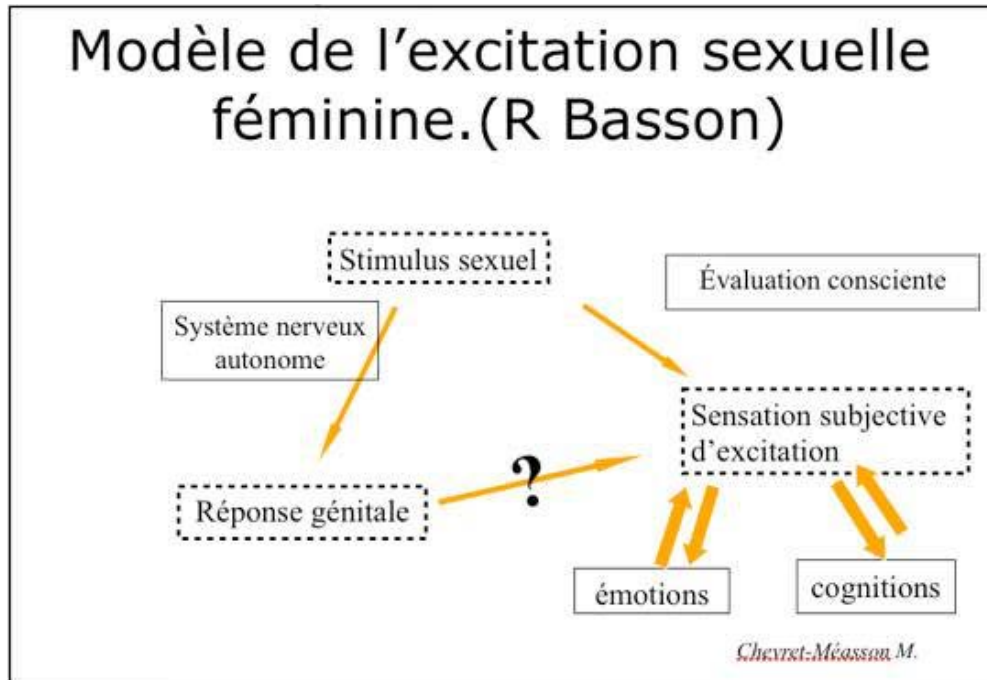 Modèle de l’excitation sexuelle
féminine.(R Basson)
Stimulus sexuel
Évaluation consciente
Système nerveux
autonome
Sensation subjective
d’excitation
?
Réponse génitale
émotions
cognitions
Chevret-Méasson M.